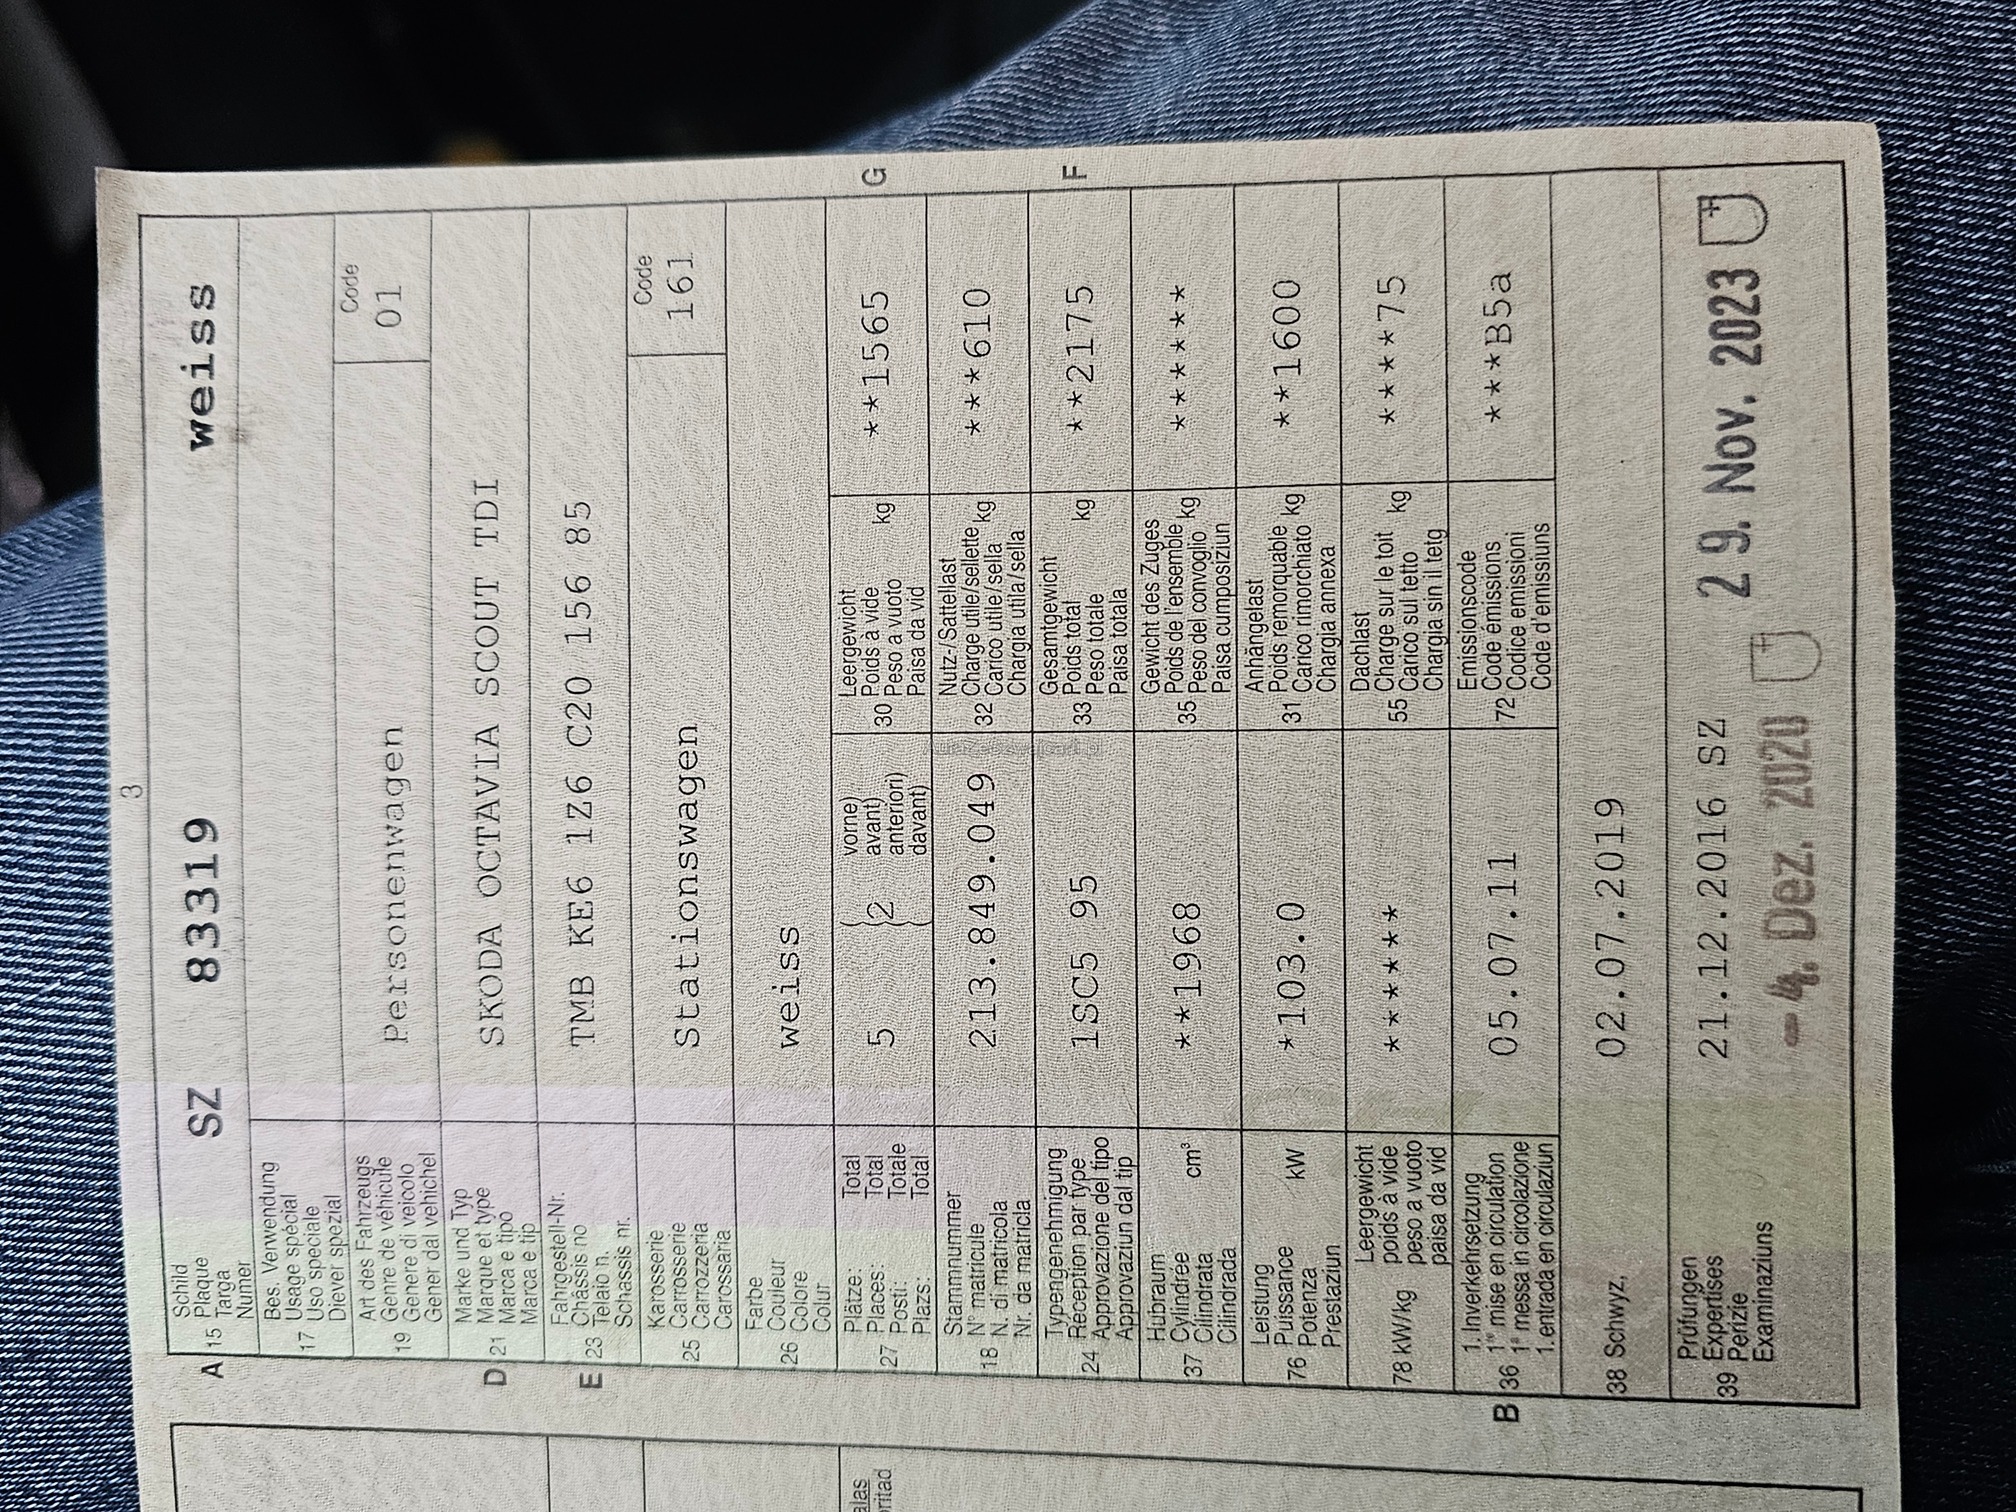 3
Schild
Plaque
A 15 Targa SZ 83319 weiss
Numer
Bes. Verwendung
Usage spécial
17 Uso speciale
Diever spezial
Art des Fahrzeugs Code
Genre de véhicule Personenwagen 01
19 Genere di veicolo
Gener dal vehichel
Marke und Typ
Marque et type SKODA OCTAVIA SCOUT TDI
D 21 Marca e tipo
Marca e tip
Fahrgestell-Nr.
Châssis no TMB KE6 1Z6 C20 156 85
E 23 Telaio n.
Schassis nr.
Karosserie Code
Carrosserie Stationswagen 161
25 Carrozzeria
Carossaria
Farbe
Couleur weiss
26 Colore
Colur
Plätze: Total vorne)
Places: Total 5 {2 avant)
27 Posti: Totale anteriori)
Plazs: Total davant)
Leergewicht
30 Poids à vide **1565 G
Peso a vuoto kg
Paisa da vid
Stammnummer
N° matricule 213.849.049
18 N. di matricola
Nr. da matricla
Nutz-/Sattellast
Charge utile/sellette ***610
32 Carico utile/sella kg
Chargia utila/sella
Typengenehmigung
Réception par type 1SC5 95
24 Approvazione del tipo
Approvaziun dal tip
Gesamtgewicht
33 Poids total **2175 F
Peso totale kg
Paisa totala
Hubraum
37 Cylindrée cm³ **1968
Cilindrata
Cilindrada
Gewicht des Zuges
Poids de l'ensemble *******
35 Peso del convoglio kg
Paisa cumposiziun
Leistung
Puissance kW *103.0
76 Potenza
Prestaziun
Anhängelast
31 Poids remorquable kg **1600
Carico rimorchiato
Chargia annexa
Leergewicht
78 kW/kg poids à vide ******
peso a vuoto
paisa da vid
Dachlast
Charge sur le toit *****75
55 Carico sul tetto kg
Chargia sin il tetg
1. Inverkehrsetzung
B 36 1re mise en circulation 05.07.11
1a messa in circolazione
1. entrada en circulaziun
Emissionscode
72 Code émissions ***B5a
Codice emissioni
Code d'emissiuns
38 Schwyz, 02.07.2019
Prüfungen
Expertises 21.12.2016 SZ 29. Nov. 2023
39 Perizie
Examinaziuns - 4. Dez. 2020